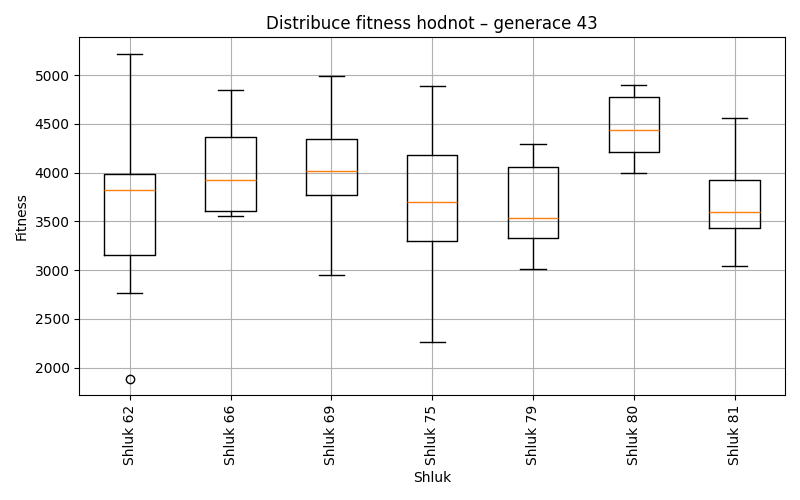 Distribuce fitness hodnot – generace 43
Fitness
5000
4500
4000
3500
3000
2500
2000
Shluk 62
Shluk 66
Shluk 69
Shluk 75
Shluk 79
Shluk 80
Shluk 81
Shluk